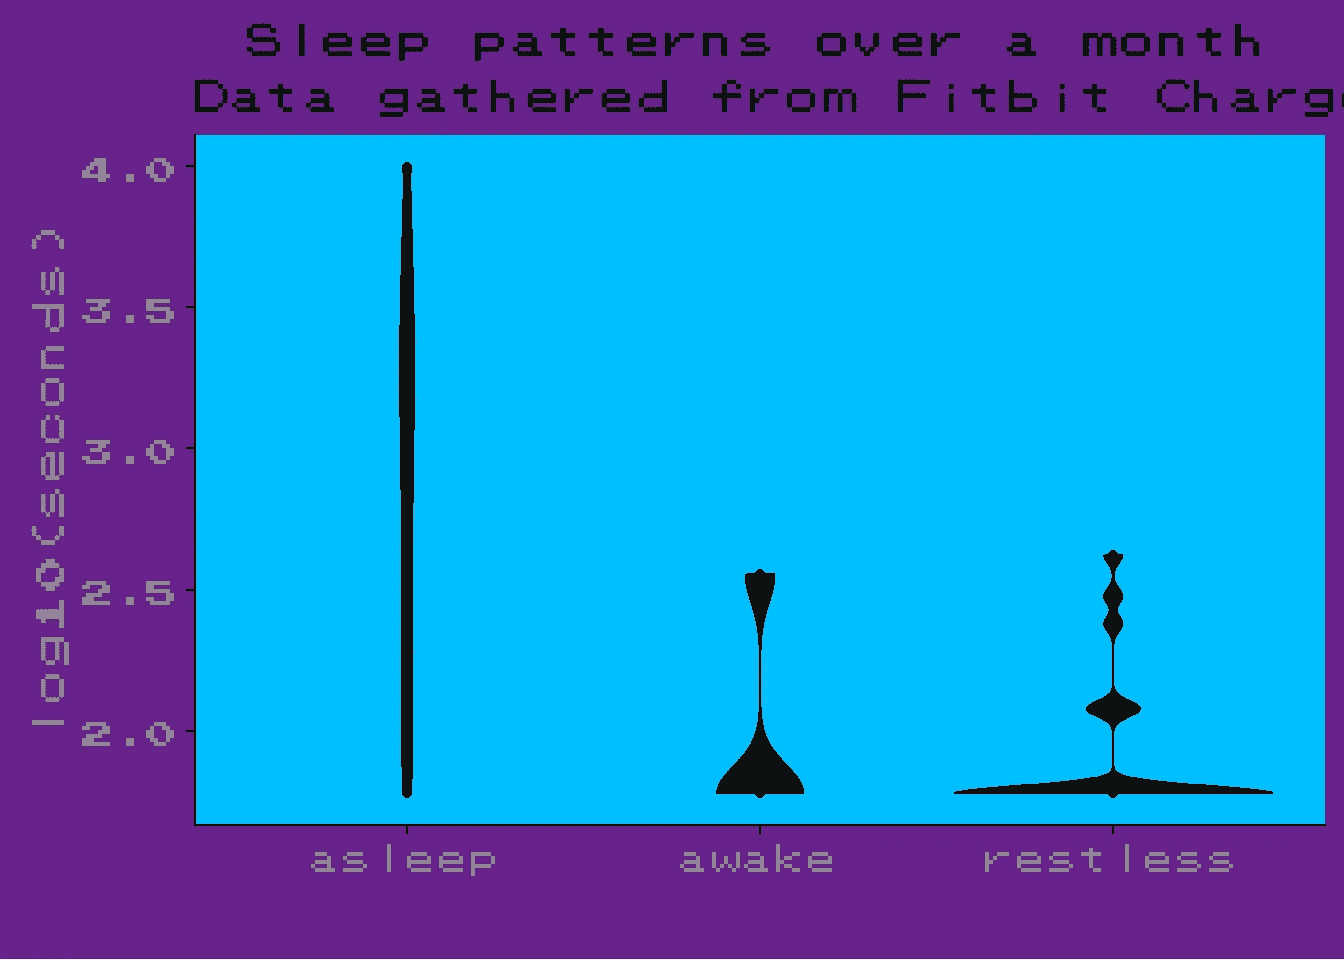 Sleep patterns over a month
Data gathered from Fitbit Charg
4.0
3.5
3.0
2.5
2.0
log10(seconds)
asleep
awake
restless